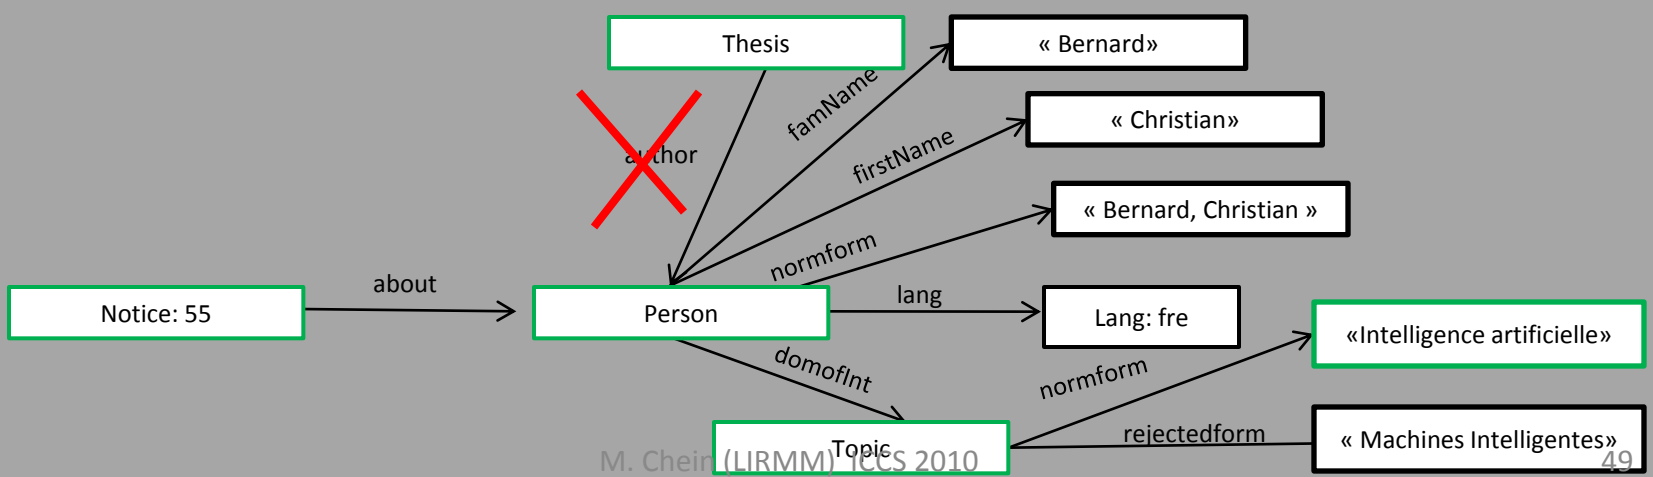 Thesis
« Bernard»
famName
« Christian»
author
firstName
« Bernard, Christian »
normform
about
lang
Notice: 55
Person
Lang: fre
«Intelligence artificielle»
domofInt
normform
Topic
rejectedform
« Machines Intelligentes»
M. Chein (LIRMM) ICCS 2010
49